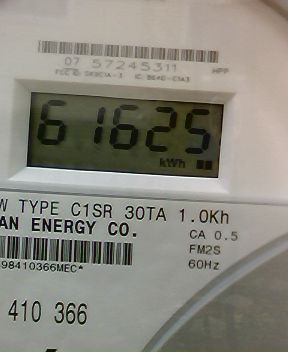 07 57245311
HPP
61625
kWh
W TYPE C1SR 30TA 1.0Kh
AN ENERGY CO.
CA 0.5
FM2S
98410366MEC*
60Hz
410 366